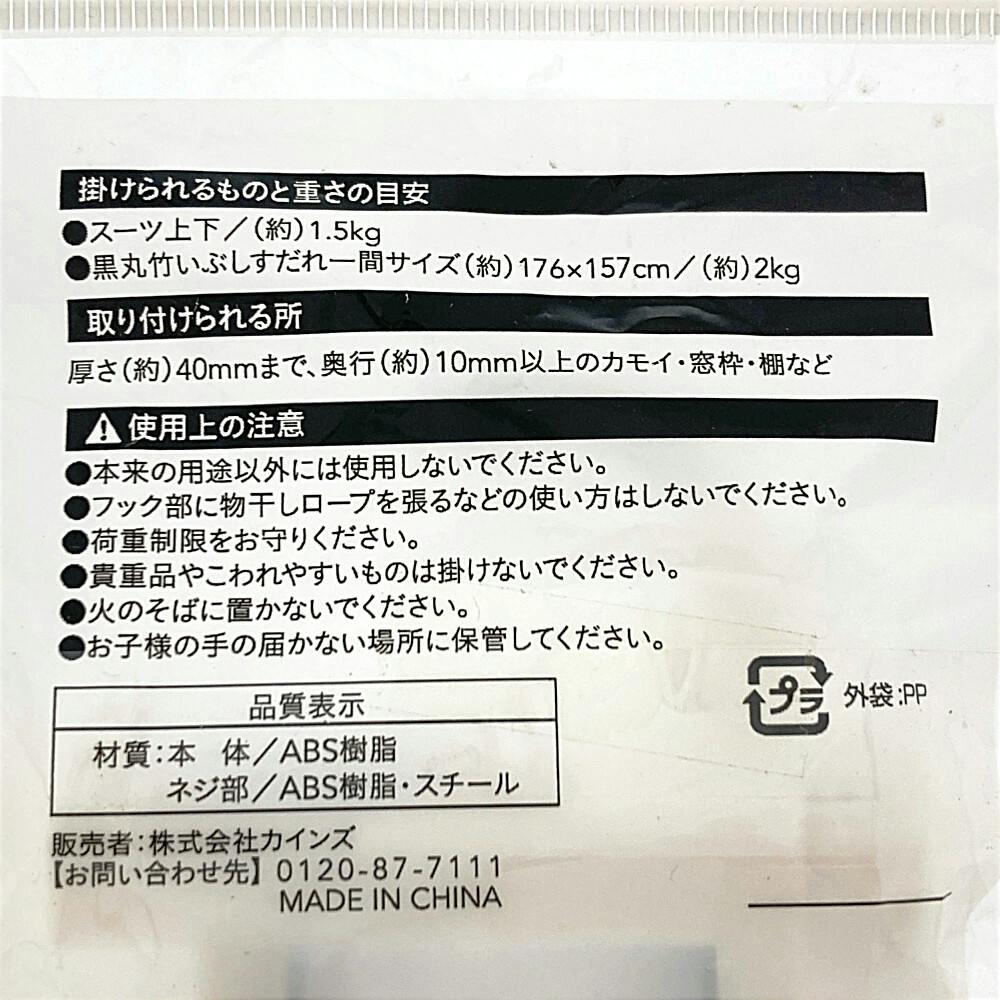 掛けられるものと重さの目安
●スーツ上下／(約)1.5kg
●黒丸竹いぶしすだれ一間サイズ(約)176×157cm／(約)2kg
取り付けられる所
厚さ(約)40mmまで、奥行(約)10mm以上のカモイ・窓枠・棚など
⚠使用上の注意
●本来の用途以外には使用しないでください。
●フック部に物干しロープを張るなどの使い方はしないでください。
●荷重制限をお守りください。
●貴重品やこわれやすいものは掛けないでください。
●火のそばに置かないでください。
●お子様の手の届かない場所に保管してください。
プラ 外袋:PP
品質表示
材質:本 体／ABS樹脂
ネジ部／ABS樹脂・スチール
販売者:株式会社カインズ
【お問い合わせ先】0120-87-7111
MADE IN CHINA